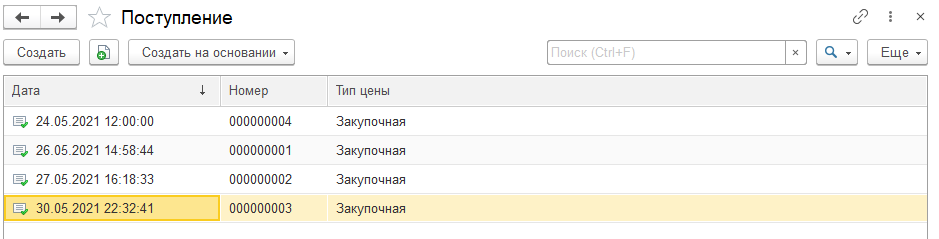 Поступление
Создать Создать на основании Поиск (Ctrl+F) Еще
Дата Номер Тип цены
24.05.2021 12:00:00 000000004 Закупочная
26.05.2021 14:58:44 000000001 Закупочная
27.05.2021 16:18:33 000000002 Закупочная
30.05.2021 22:32:41 000000003 Закупочная